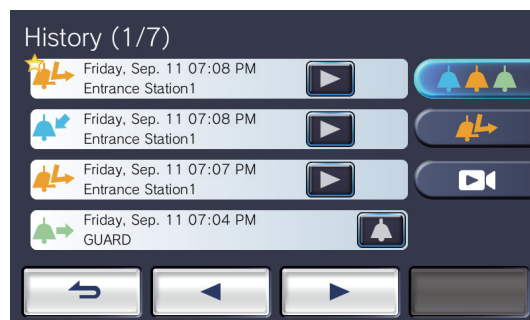 History (1/7)
Friday, Sep. 11 07:08 PM
Entrance Station1
Friday, Sep. 11 07:08 PM
Entrance Station1
Friday, Sep. 11 07:07 PM
Entrance Station1
Friday, Sep. 11 07:04 PM
GUARD